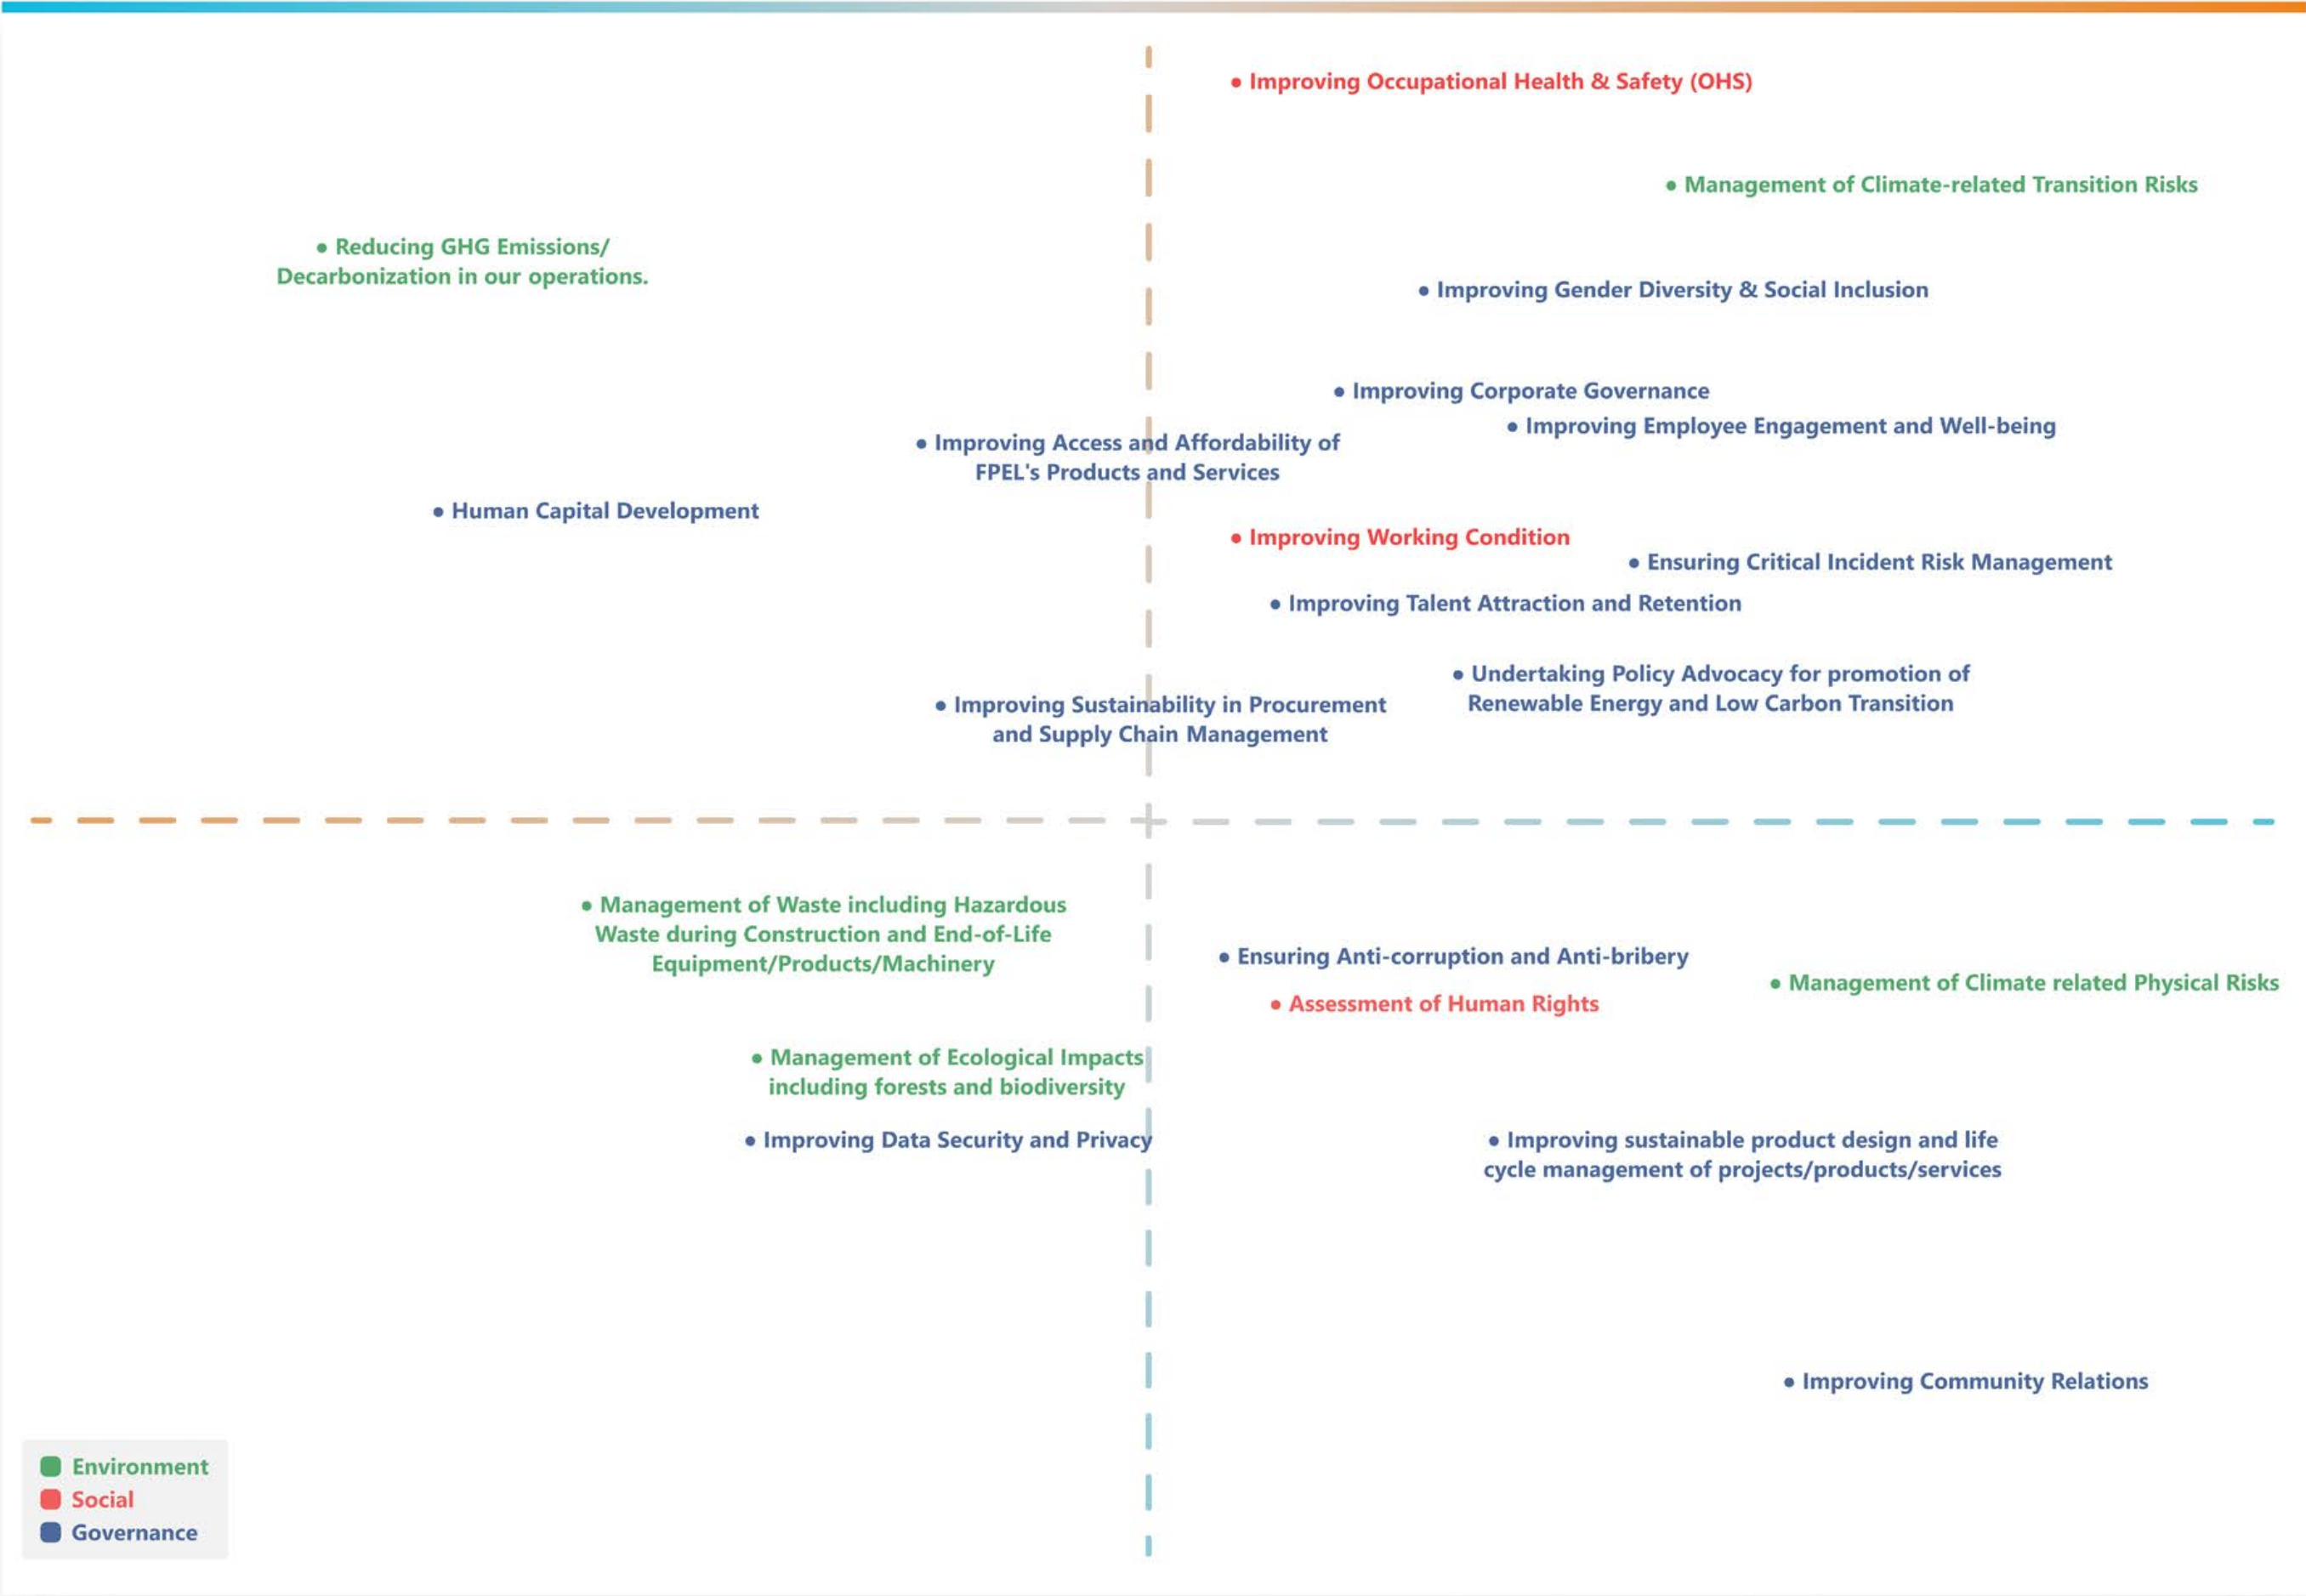 • Improving Occupational Health & Safety (OHS)
• Management of Climate-related Transition Risks
• Reducing GHG Emissions/
Decarbonization in our operations.
• Improving Gender Diversity & Social Inclusion
• Improving Corporate Governance
• Improving Employee Engagement and Well-being
• Improving Access and Affordability of
FPEL's Products and Services
• Human Capital Development
• Improving Working Condition
• Ensuring Critical Incident Risk Management
• Improving Talent Attraction and Retention
• Undertaking Policy Advocacy for promotion of
Renewable Energy and Low Carbon Transition
• Improving Sustainability in Procurement
and Supply Chain Management
• Management of Waste including Hazardous
Waste during Construction and End-of-Life
Equipment/Products/Machinery
• Ensuring Anti-corruption and Anti-bribery
• Management of Climate related Physical Risks
• Assessment of Human Rights
• Management of Ecological Impacts
including forests and biodiversity
• Improving Data Security and Privacy
• Improving sustainable product design and life
cycle management of projects/products/services
• Improving Community Relations
Environment
Social
Governance